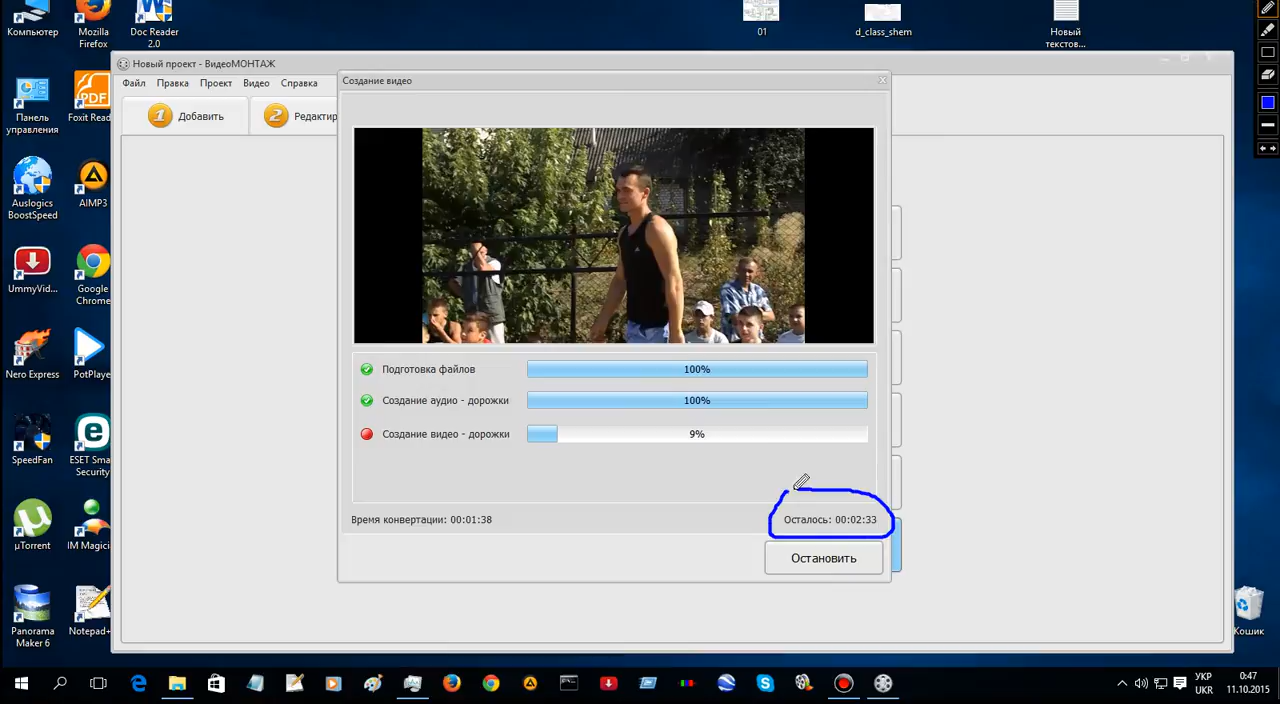 Компьютер
Mozilla
Firefox
Doc Reader
2.0
01
d_class_shem
Новый
текстов...
Новый проект - ВидеоМОНТАЖ
Файл Правка Проект Видео Справка
1 Добавить
2 Редактир
Панель
управления
Foxit Read
Auslogics
BoostSpeed
AIMP3
UmmyVid...
Google
Chrome
Nero Express
PotPlaye
SpeedFan
ESET Sma
Security
µTorrent
IM Magici
Panorama
Maker 6
Notepad+
Создание видео
Подготовка файлов 100%
Создание аудио - дорожки 100%
Создание видео - дорожки 9%
Время конвертации: 00:01:38
Осталось: 00:02:33
Остановить
Кошик
УКР
UKR
0:47
11.10.2015